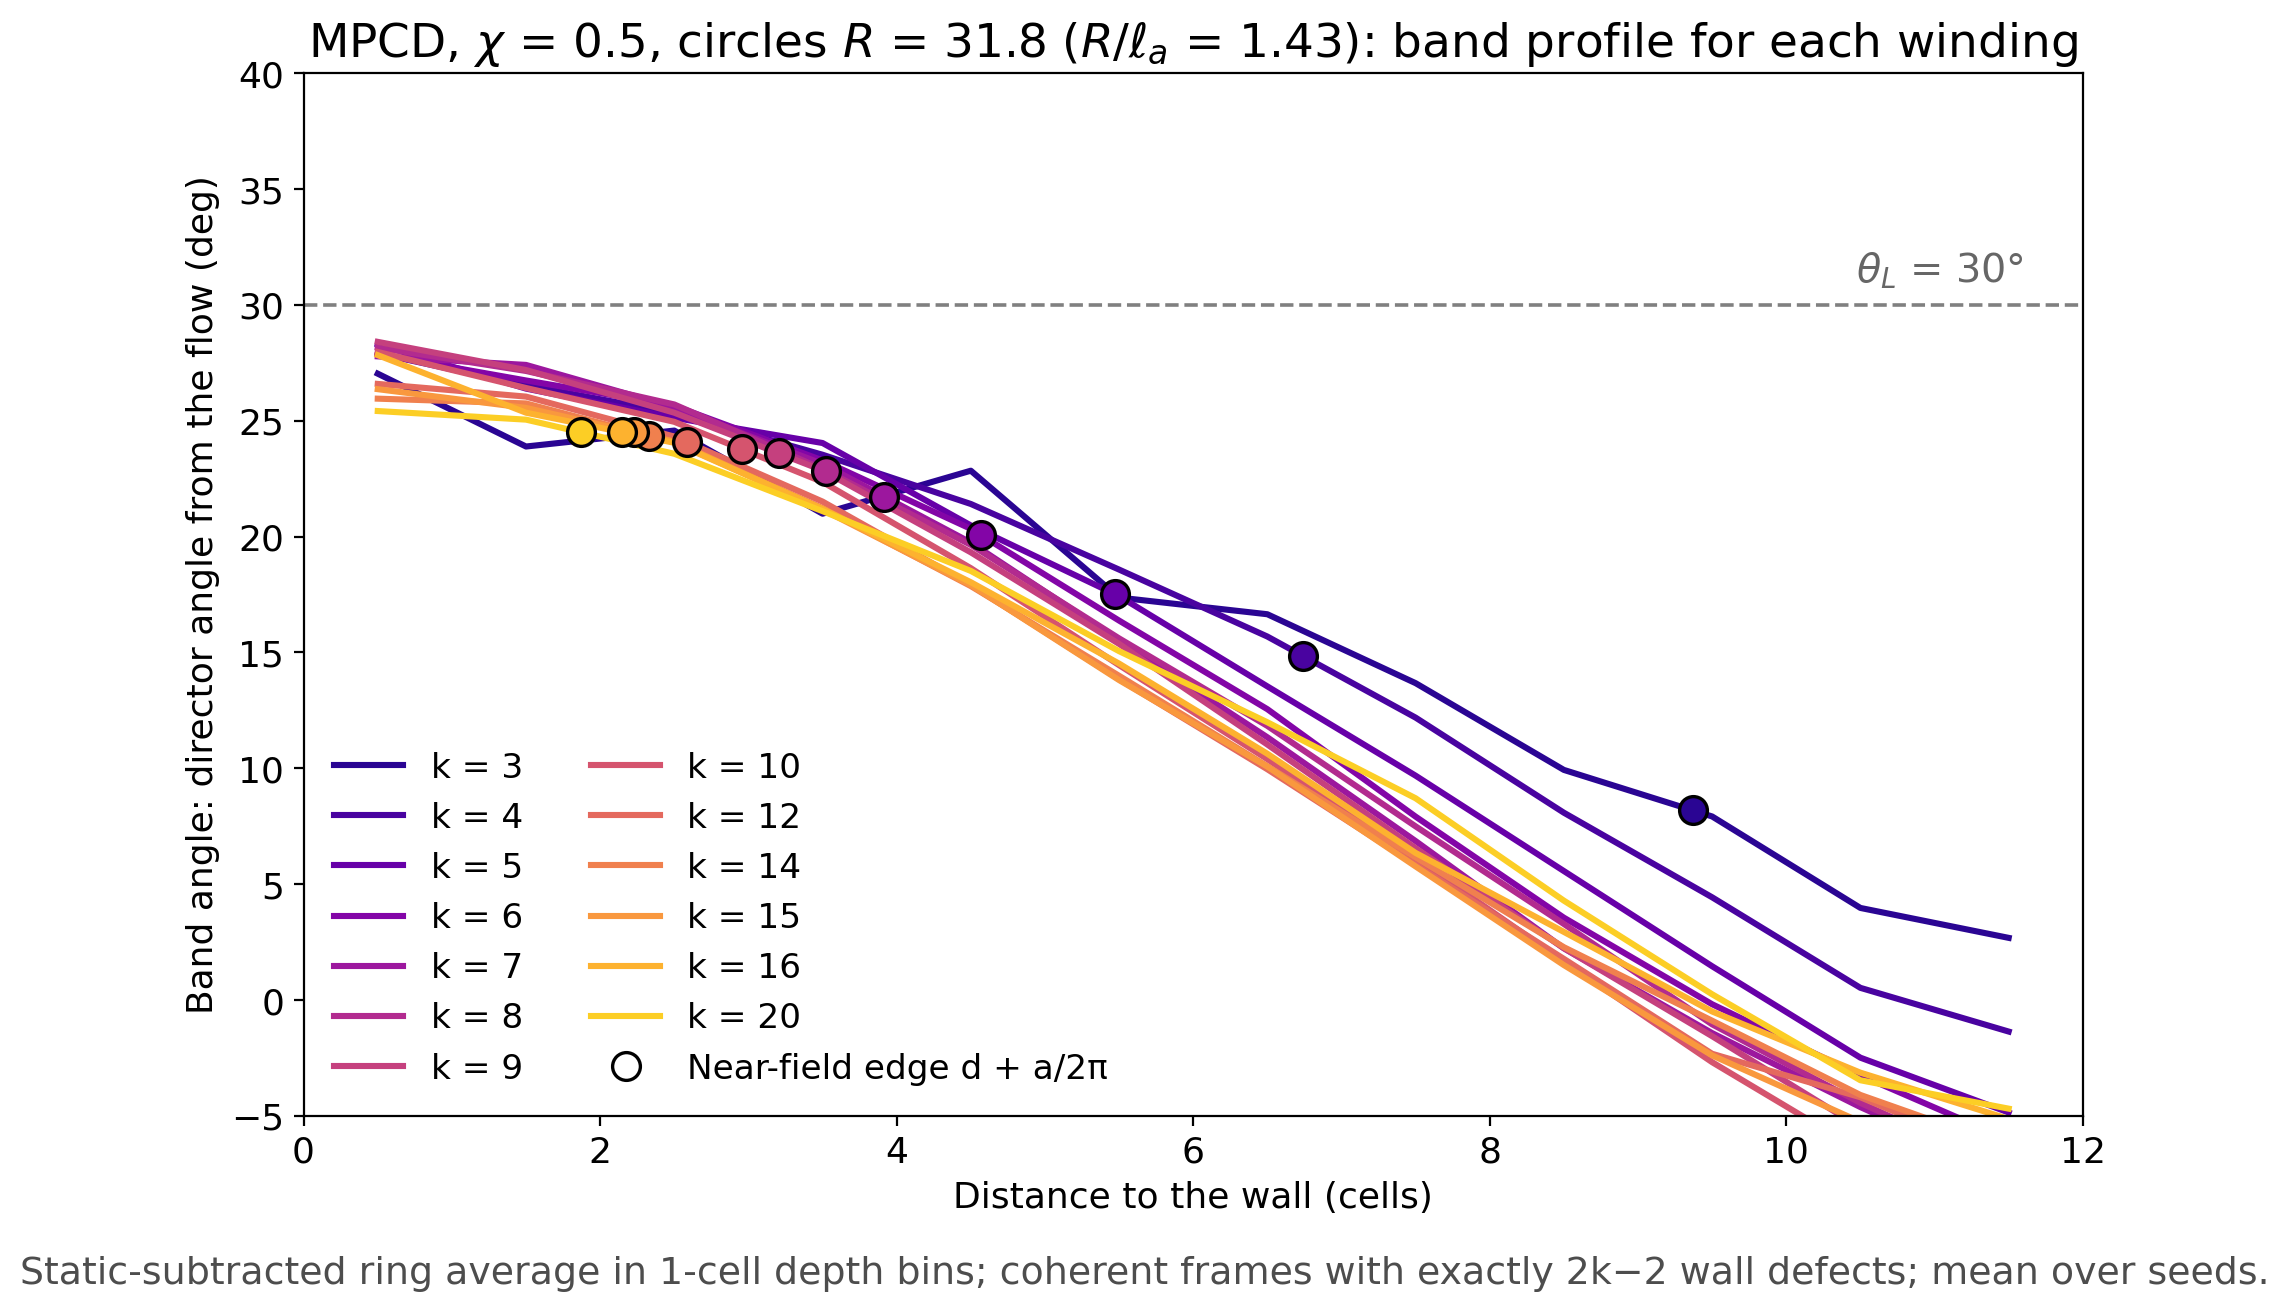 MPCD, χ = 0.5, circles R = 31.8 (R/ℓₐ = 1.43): band profile for each winding
Band angle: director angle from the flow (deg)
40
35
30
25
20
15
10
5
0
−5
θ_L = 30°
k = 3
k = 4
k = 5
k = 6
k = 7
k = 8
k = 9
k = 10
k = 12
k = 14
k = 15
k = 16
k = 20
Near-field edge d + a/2π
0 2 4 6 8 10 12
Distance to the wall (cells)
Static-subtracted ring average in 1-cell depth bins; coherent frames with exactly 2k−2 wall defects; mean over seeds.